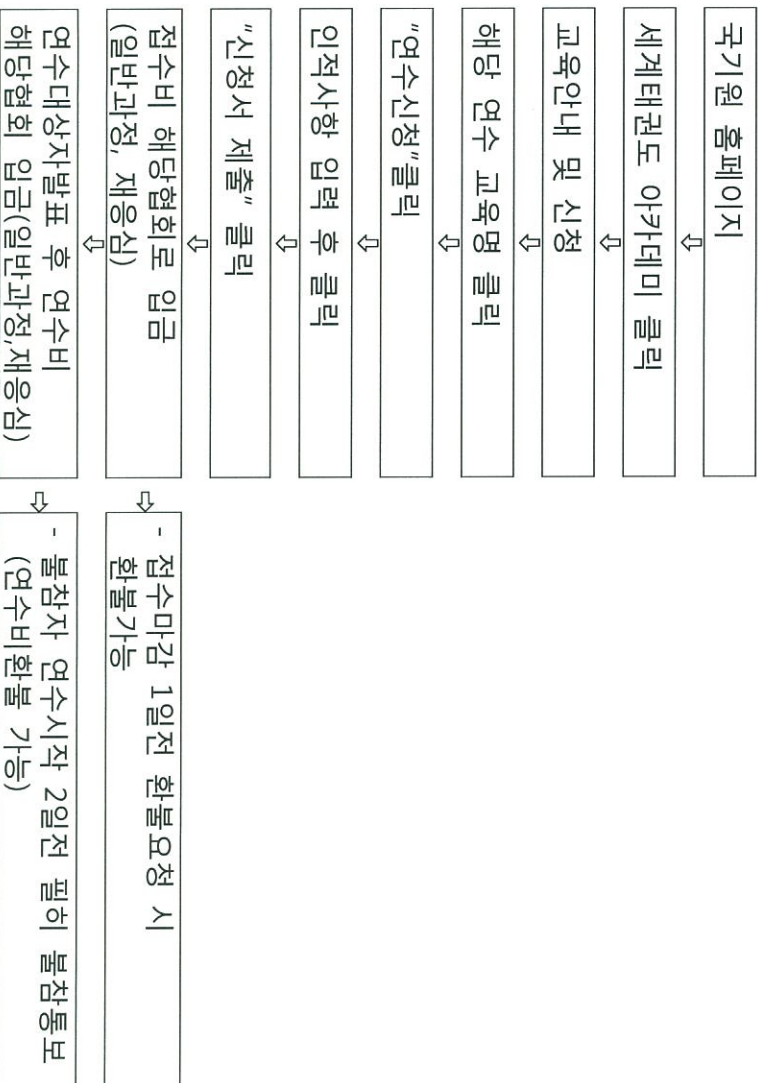 국기원 홈페이지
세계태권도 아카데미 클릭
교육안내 및 신청
해당 연수 교육명 클릭
"연수신청"클릭
인적사항 입력 후 클릭
"신청서 제출" 클릭
접수비 해당협회로 입금
(일반과정, 재응심)
- 접수마감 1일전 환불요청 시
환불가능
연수대상자발표 후 연수비
해당협회 입금(일반과정,재응심)
- 불참자 연수시작 2일전 필히 불참통보
(연수비환불 가능)